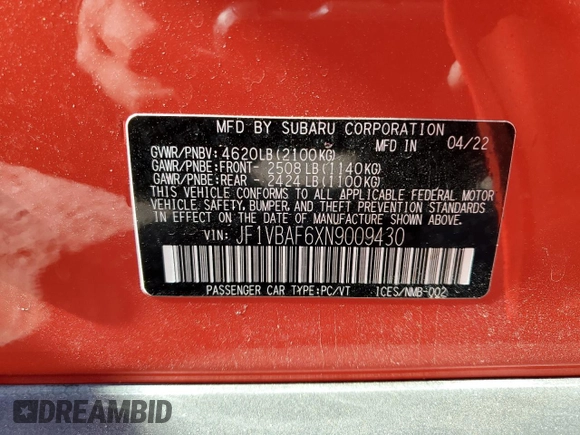 MFD BY SUBARU CORPORATION
GVWR/PNBV: 4620LB(2100KG) MFD IN 04/22
GAWR/PNBE:FRONT- 2508LB(1140KG)
GAWR/PNBE:REAR - 2424LB(1100KG)
THIS VEHICLE CONFORMS TO ALL APPLICABLE FEDERAL MOTOR
VEHICLE SAFETY, BUMPER, AND THEFT PREVENTION STANDARDS
IN EFFECT ON THE DATE OF MANUFACTURE SHOWN ABOVE.
VIN: JF1VBAF6XN9009430
PASSENGER CAR TYPE:PC/VT ICES/NMB-002
DREAMBID